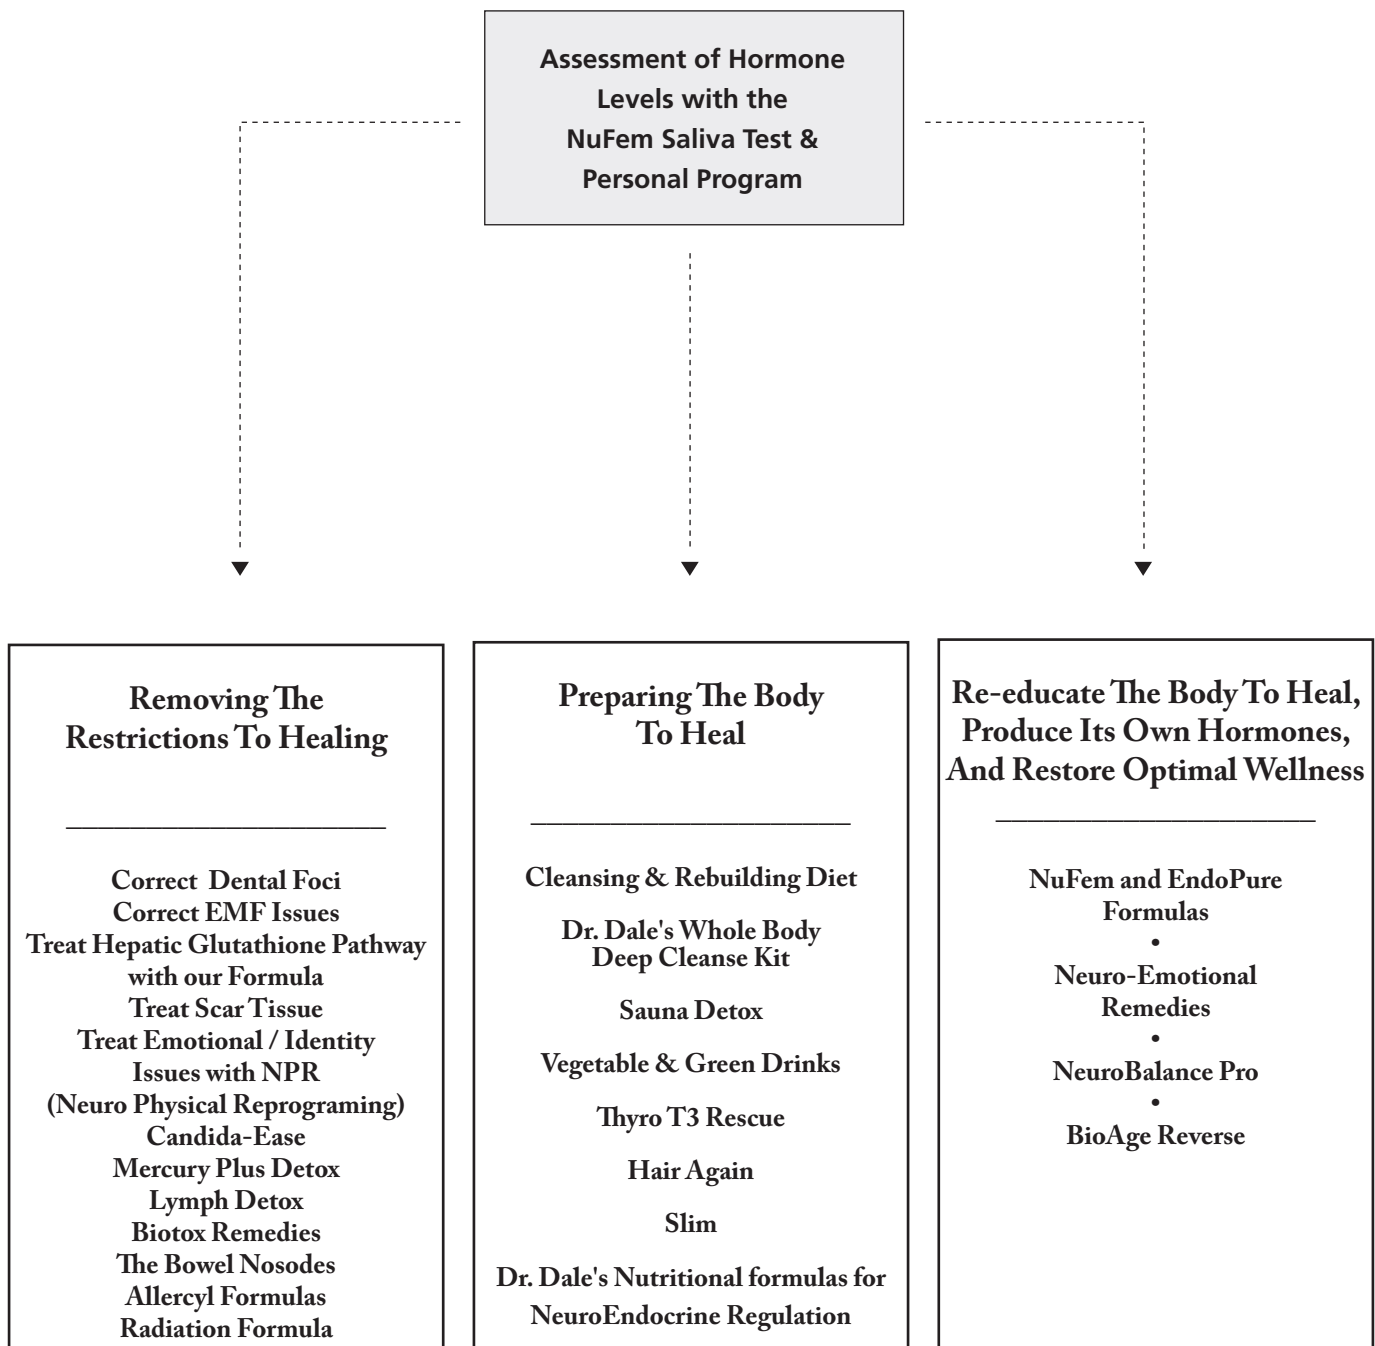 Assessment of Hormone
Levels with the
NuFem Saliva Test &
Personal Program
Removing The
Restrictions To Healing
Correct Dental Foci
Correct EMF Issues
Treat Hepatic Glutathione Pathway
with our Formula
Treat Scar Tissue
Treat Emotional / Identity
Issues with NPR
(Neuro Physical Reprograming)
Candida-Ease
Mercury Plus Detox
Lymph Detox
Biotox Remedies
The Bowel Nosodes
Allercyl Formulas
Radiation Formula
Preparing The Body
To Heal
Cleansing & Rebuilding Diet
Dr. Dale's Whole Body
Deep Cleanse Kit
Sauna Detox
Vegetable & Green Drinks
Thyro T3 Rescue
Hair Again
Slim
Dr. Dale's Nutritional formulas for
NeuroEndocrine Regulation
Re-educate The Body To Heal,
Produce Its Own Hormones,
And Restore Optimal Wellness
NuFem and EndoPure
Formulas
•
Neuro-Emotional
Remedies
•
NeuroBalance Pro
•
BioAge Reverse